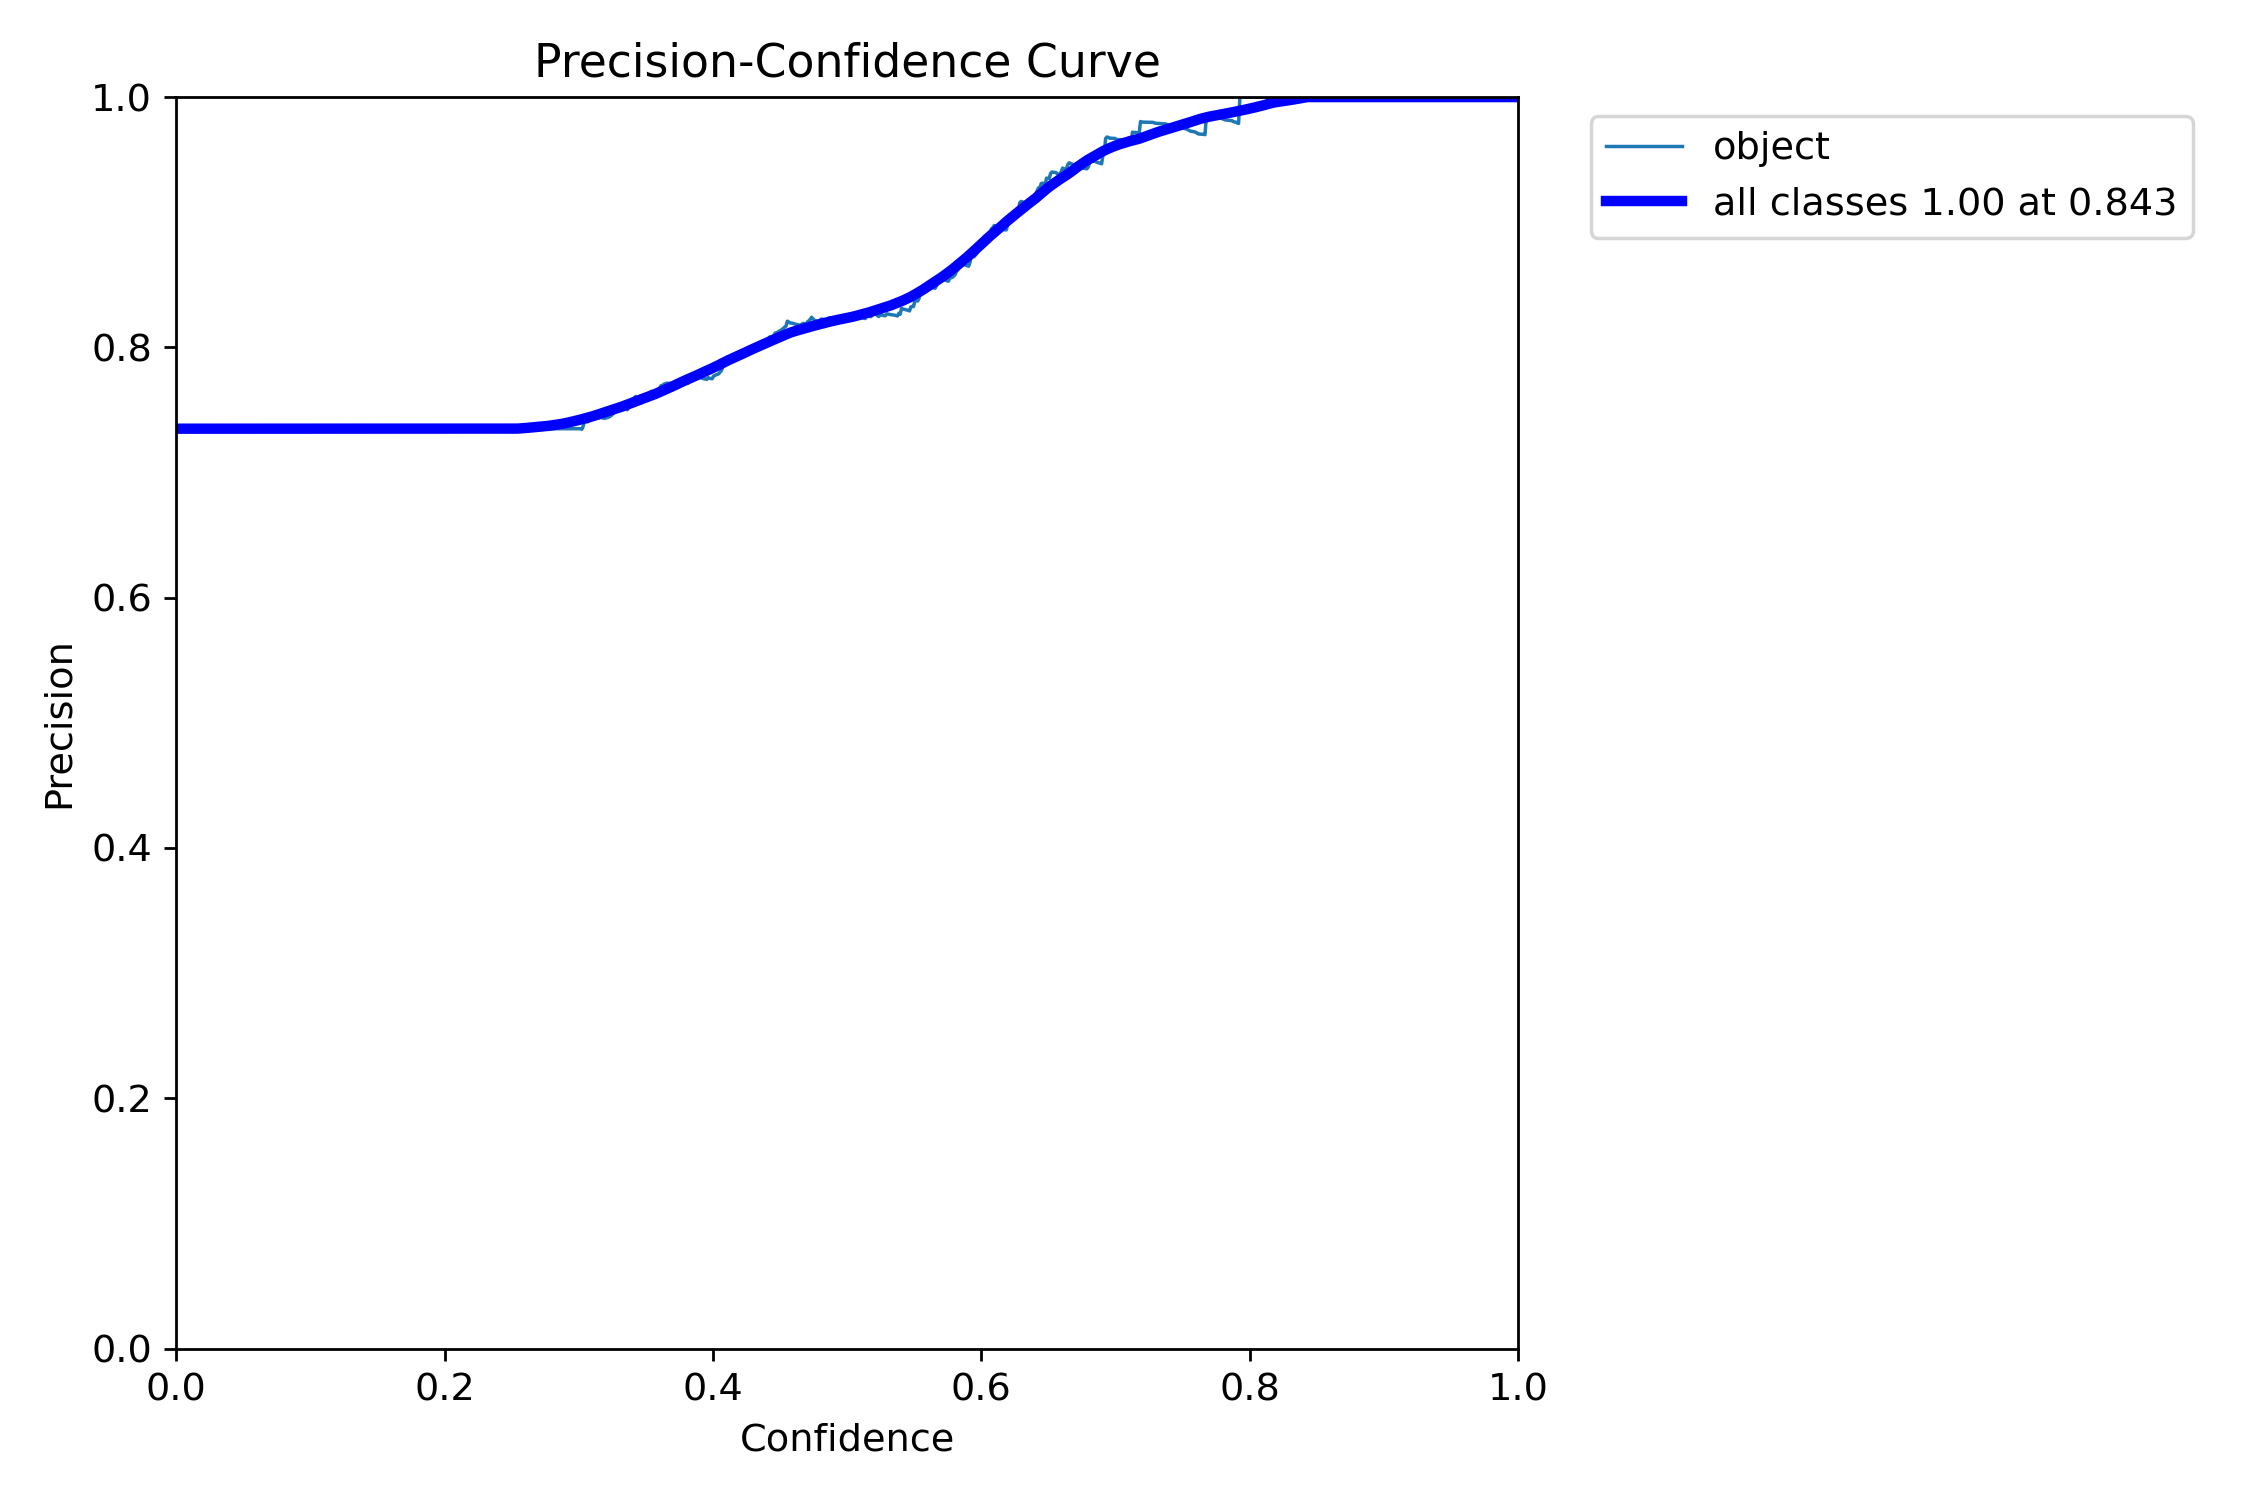 Precision-Confidence Curve
1.0
0.8
0.6
0.4
0.2
0.0
Precision
0.0 0.2 0.4 0.6 0.8 1.0
Confidence
object
all classes 1.00 at 0.843